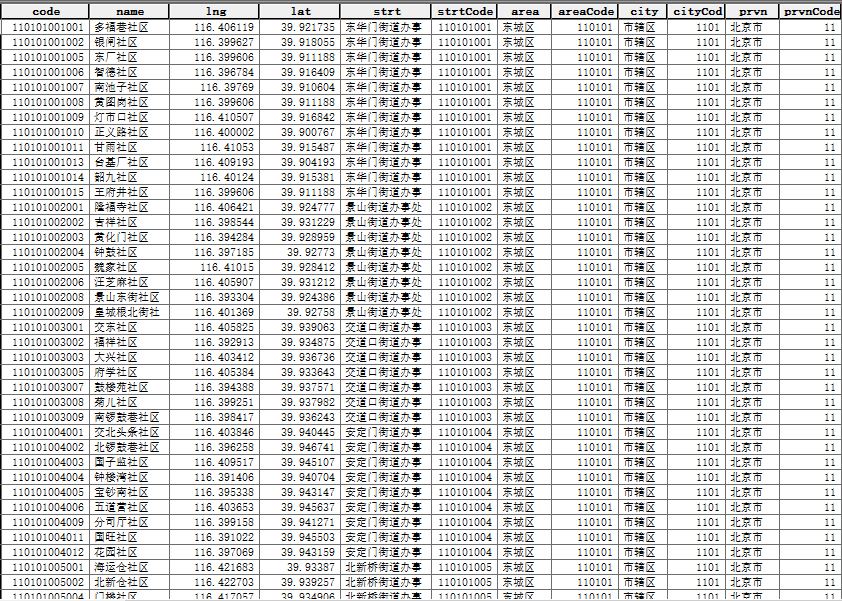 code name lng lat strt strtCode area areaCode city cityCod prvn prvnCode
110101001001 多福巷社区 116.406119 39.921735 东华门街道办事 110101001 东城区 110101 市辖区 1101 北京市 11
110101001002 银闸社区 116.399627 39.918055 东华门街道办事 110101001 东城区 110101 市辖区 1101 北京市 11
110101001005 东厂社区 116.399606 39.911188 东华门街道办事 110101001 东城区 110101 市辖区 1101 北京市 11
110101001006 智德社区 116.396784 39.916409 东华门街道办事 110101001 东城区 110101 市辖区 1101 北京市 11
110101001007 南池子社区 116.39769 39.910604 东华门街道办事 110101001 东城区 110101 市辖区 1101 北京市 11
110101001008 黄图岗社区 116.399606 39.911188 东华门街道办事 110101001 东城区 110101 市辖区 1101 北京市 11
110101001009 灯市口社区 116.410507 39.916842 东华门街道办事 110101001 东城区 110101 市辖区 1101 北京市 11
110101001010 正义路社区 116.400002 39.900767 东华门街道办事 110101001 东城区 110101 市辖区 1101 北京市 11
110101001011 甘雨社区 116.41053 39.915487 东华门街道办事 110101001 东城区 110101 市辖区 1101 北京市 11
110101001013 台基厂社区 116.409193 39.904193 东华门街道办事 110101001 东城区 110101 市辖区 1101 北京市 11
110101001014 韶九社区 116.40124 39.915381 东华门街道办事 110101001 东城区 110101 市辖区 1101 北京市 11
110101001015 王府井社区 116.399606 39.911188 东华门街道办事 110101001 东城区 110101 市辖区 1101 北京市 11
110101002001 隆福寺社区 116.406421 39.924777 景山街道办事处 110101002 东城区 110101 市辖区 1101 北京市 11
110101002002 吉祥社区 116.398544 39.931229 景山街道办事处 110101002 东城区 110101 市辖区 1101 北京市 11
110101002003 黄化门社区 116.394284 39.928959 景山街道办事处 110101002 东城区 110101 市辖区 1101 北京市 11
110101002004 钟鼓社区 116.397185 39.92773 景山街道办事处 110101002 东城区 110101 市辖区 1101 北京市 11
110101002005 魏家社区 116.41015 39.928412 景山街道办事处 110101002 东城区 110101 市辖区 1101 北京市 11
110101002006 汪芝麻社区 116.405907 39.931212 景山街道办事处 110101002 东城区 110101 市辖区 1101 北京市 11
110101002008 景山东街社区 116.393304 39.924386 景山街道办事处 110101002 东城区 110101 市辖区 1101 北京市 11
110101002009 皇城根北街社 116.401369 39.92758 景山街道办事处 110101002 东城区 110101 市辖区 1101 北京市 11
110101003001 交东社区 116.405825 39.939063 交道口街道办事 110101003 东城区 110101 市辖区 1101 北京市 11
110101003002 福祥社区 116.392913 39.934875 交道口街道办事 110101003 东城区 110101 市辖区 1101 北京市 11
110101003003 大兴社区 116.403412 39.936736 交道口街道办事 110101003 东城区 110101 市辖区 1101 北京市 11
110101003005 府学社区 116.405384 39.933643 交道口街道办事 110101003 东城区 110101 市辖区 1101 北京市 11
110101003007 鼓楼苑社区 116.394388 39.937571 交道口街道办事 110101003 东城区 110101 市辖区 1101 北京市 11
110101003008 菊儿社区 116.399251 39.937982 交道口街道办事 110101003 东城区 110101 市辖区 1101 北京市 11
110101003009 南锣鼓巷社区 116.398417 39.936243 交道口街道办事 110101003 东城区 110101 市辖区 1101 北京市 11
110101004001 交北头条社区 116.403846 39.940445 安定门街道办事 110101004 东城区 110101 市辖区 1101 北京市 11
110101004002 北锣鼓巷社区 116.396258 39.946741 安定门街道办事 110101004 东城区 110101 市辖区 1101 北京市 11
110101004003 国子监社区 116.409517 39.945107 安定门街道办事 110101004 东城区 110101 市辖区 1101 北京市 11
110101004004 钟楼湾社区 116.391406 39.940704 安定门街道办事 110101004 东城区 110101 市辖区 1101 北京市 11
110101004005 宝钞南社区 116.395338 39.943147 安定门街道办事 110101004 东城区 110101 市辖区 1101 北京市 11
110101004006 五道营社区 116.403653 39.945637 安定门街道办事 110101004 东城区 110101 市辖区 1101 北京市 11
110101004009 分司厅社区 116.399158 39.941271 安定门街道办事 110101004 东城区 110101 市辖区 1101 北京市 11
110101004011 国旺社区 116.391022 39.945503 安定门街道办事 110101004 东城区 110101 市辖区 1101 北京市 11
110101004012 花园社区 116.397069 39.943159 安定门街道办事 110101004 东城区 110101 市辖区 1101 北京市 11
110101005001 海运仓社区 116.421683 39.93387 北新桥街道办事 110101005 东城区 110101 市辖区 1101 北京市 11
110101005002 北新仓社区 116.422703 39.939257 北新桥街道办事 110101005 东城区 110101 市辖区 1101 北京市 11
110101005004 门楼社区 116.417057 39.934906 北新桥街道办事 110101005 东城区 110101 市辖区 1101 北京市 11